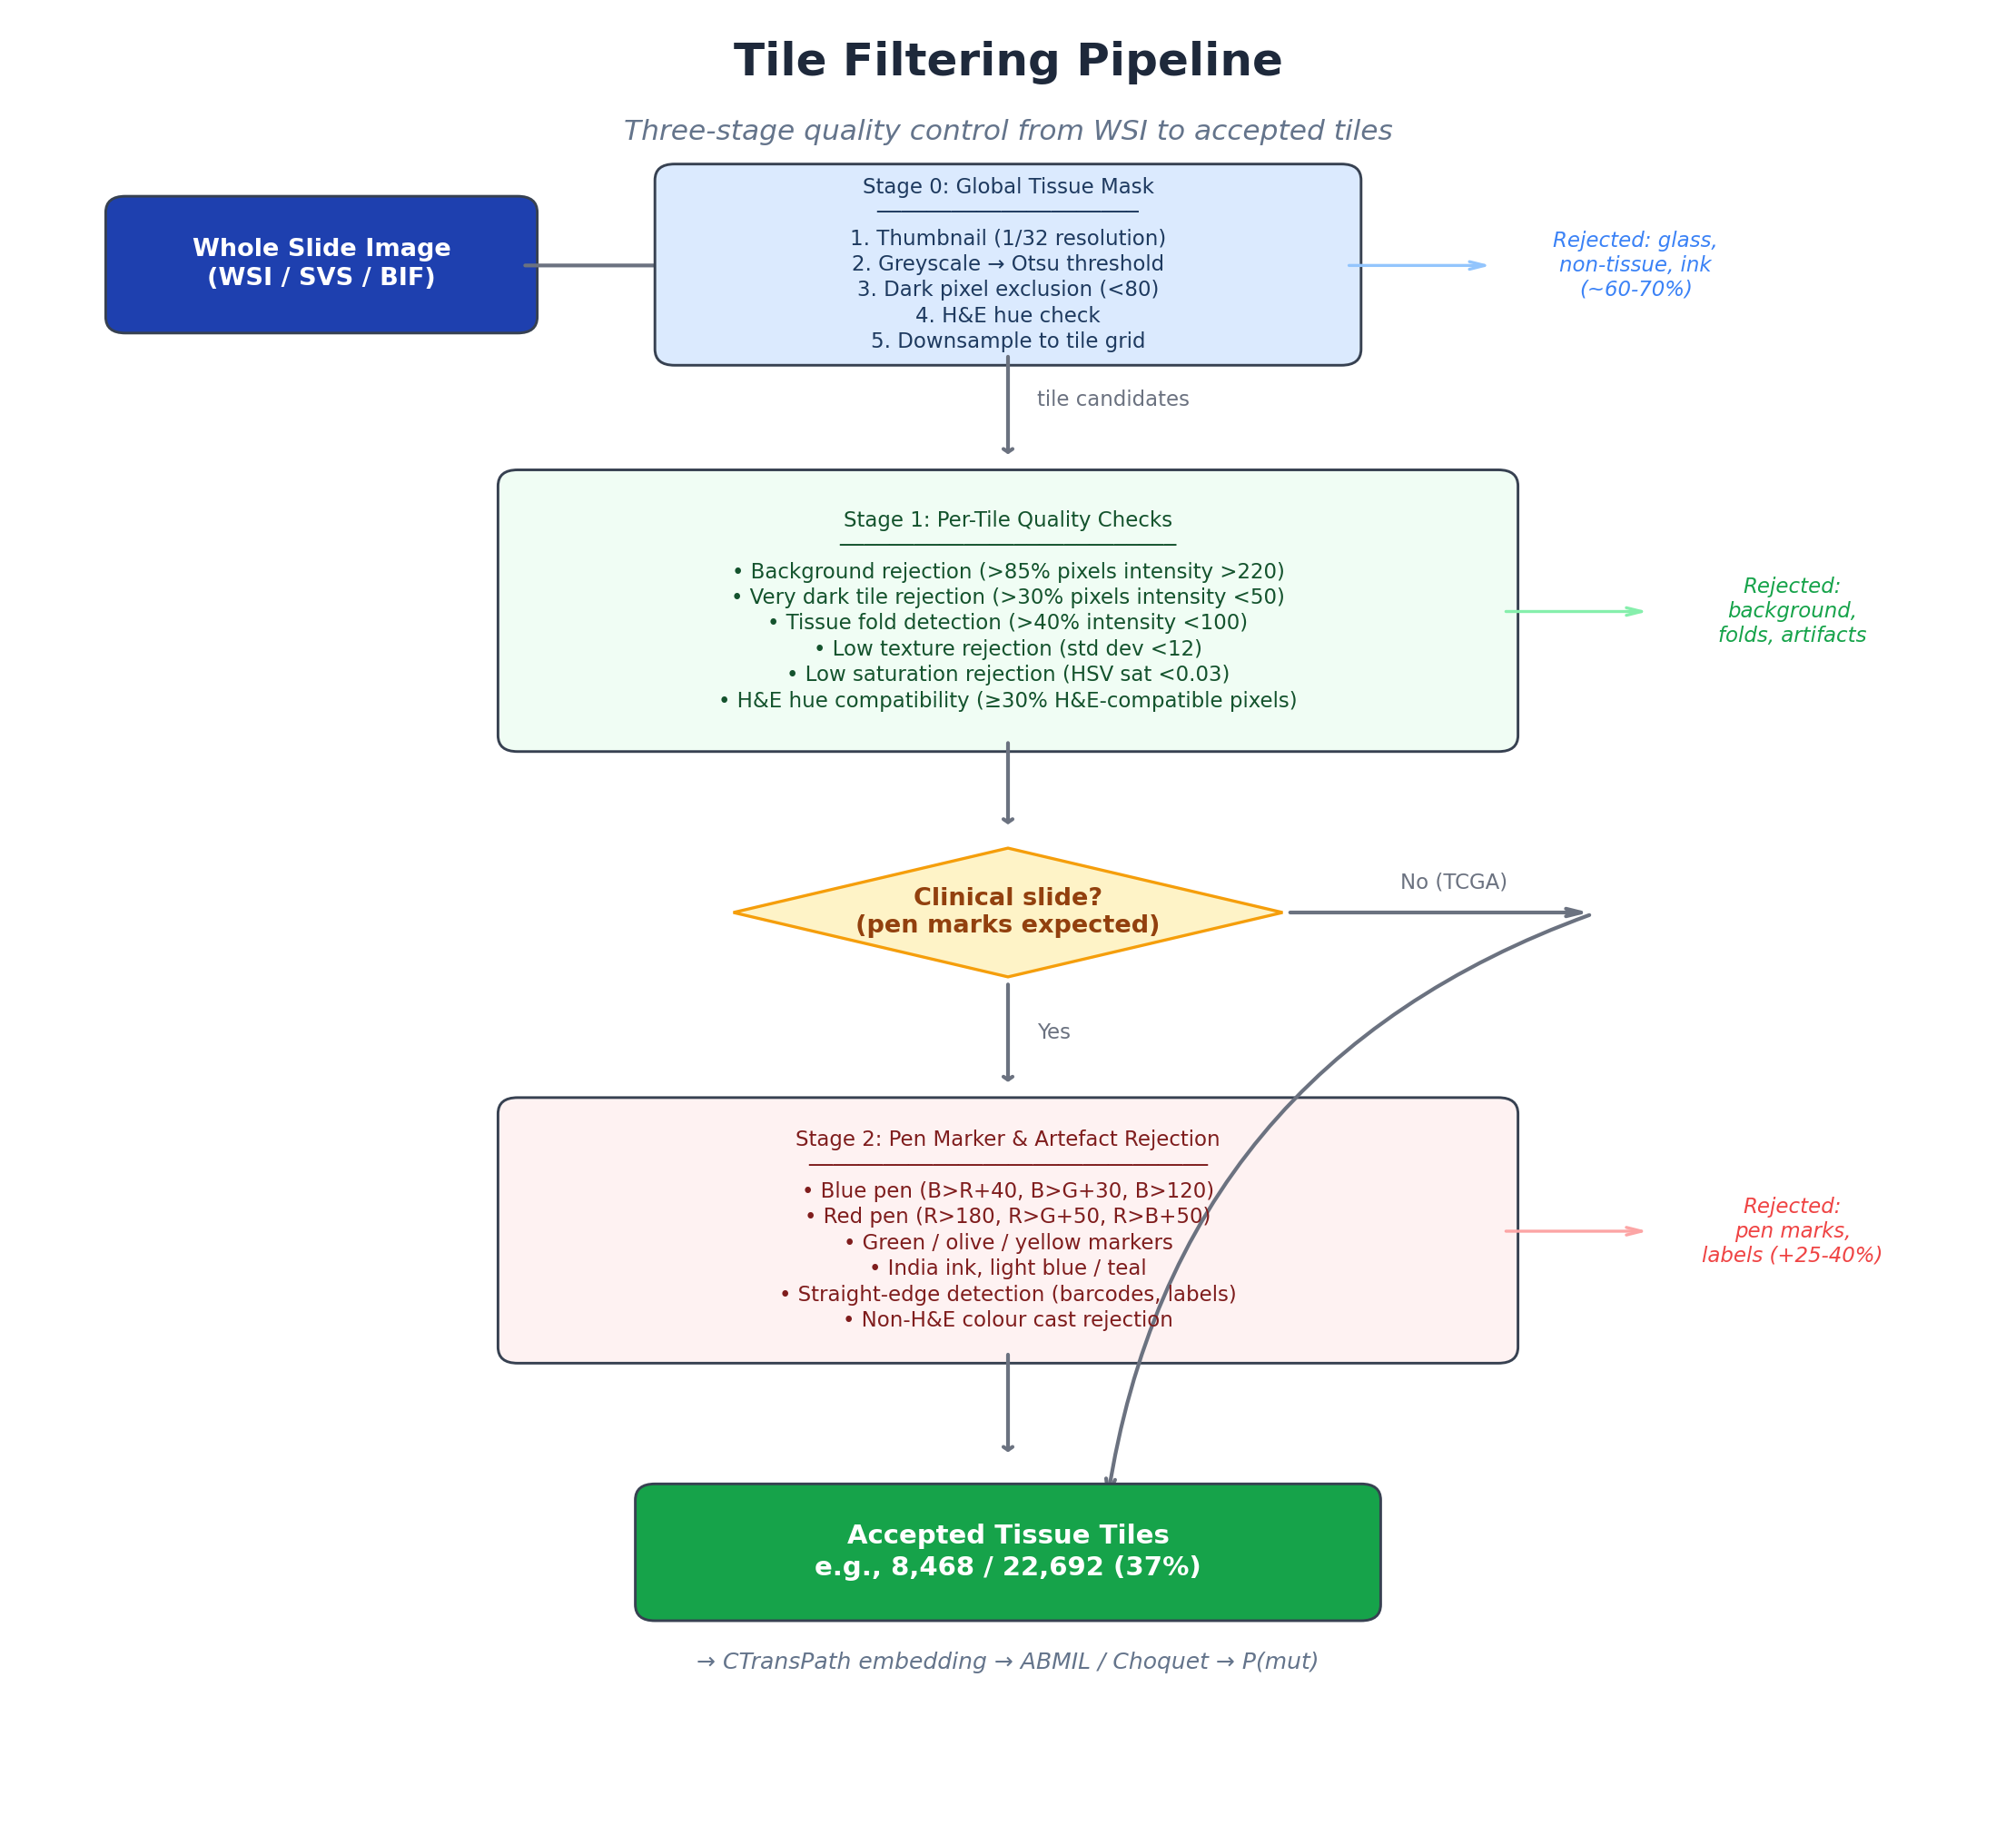 Tile Filtering Pipeline
Three-stage quality control from WSI to accepted tiles
Whole Slide Image
(WSI / SVS / BIF)
Stage 0: Global Tissue Mask
1. Thumbnail (1/32 resolution)
2. Greyscale → Otsu threshold
3. Dark pixel exclusion (<80)
4. H&E hue check
5. Downsample to tile grid
Rejected: glass,
non-tissue, ink
(~60-70%)
tile candidates
Stage 1: Per-Tile Quality Checks
• Background rejection (>85% pixels intensity >220)
• Very dark tile rejection (>30% pixels intensity <50)
• Tissue fold detection (>40% intensity <100)
• Low texture rejection (std dev <12)
• Low saturation rejection (HSV sat <0.03)
• H&E hue compatibility (≥30% H&E-compatible pixels)
Rejected:
background,
folds, artifacts
Clinical slide?
(pen marks expected)
No (TCGA)
Yes
Stage 2: Pen Marker & Artefact Rejection
• Blue pen (B>R+40, B>G+30, B>120)
• Red pen (R>180, R>G+50, R>B+50)
• Green / olive / yellow markers
• India ink, light blue / teal
• Straight-edge detection (barcodes, labels)
• Non-H&E colour cast rejection
Rejected:
pen marks,
labels (+25-40%)
Accepted Tissue Tiles
e.g., 8,468 / 22,692 (37%)
→ CTransPath embedding → ABMIL / Choquet → P(mut)